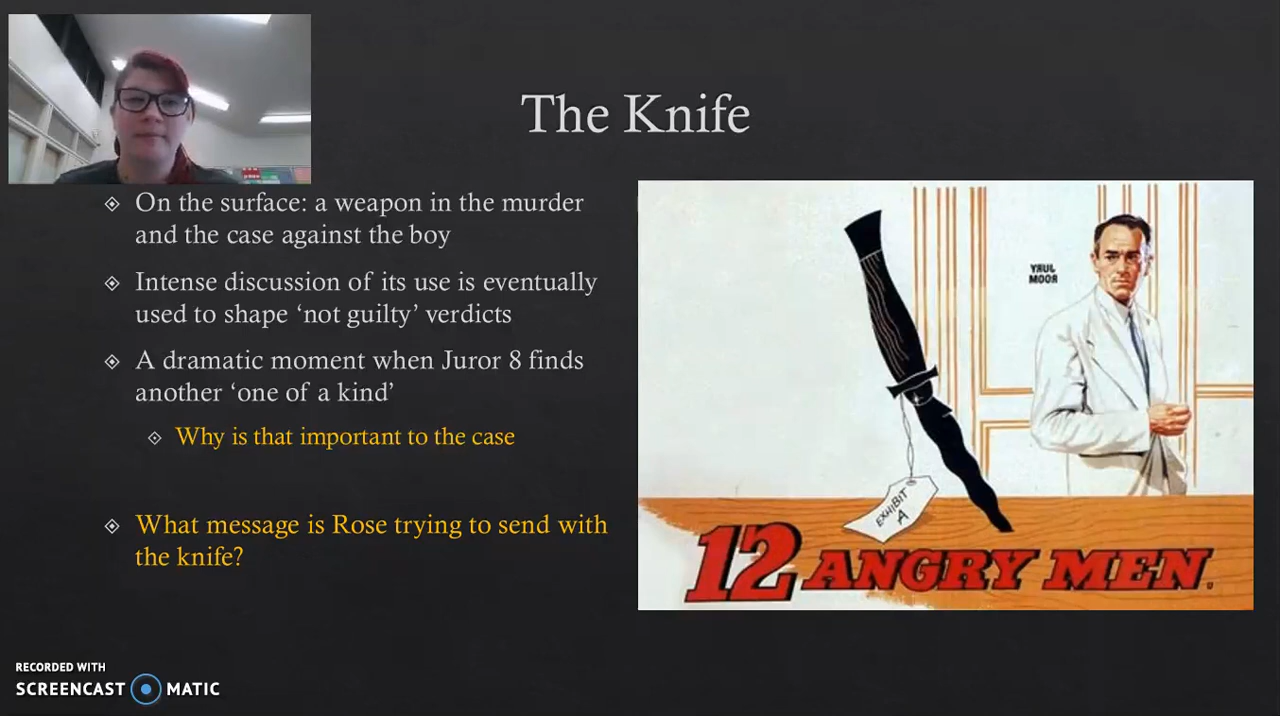 The Knife
On the surface: a weapon in the murder
and the case against the boy
Intense discussion of its use is eventually
used to shape ‘not guilty’ verdicts
A dramatic moment when Juror 8 finds
another ‘one of a kind’
Why is that important to the case
What message is Rose trying to send with
the knife?
JURY
ROOM
EXHIBIT
A
12 ANGRY MEN
RECORDED WITH
SCREENCAST MATIC